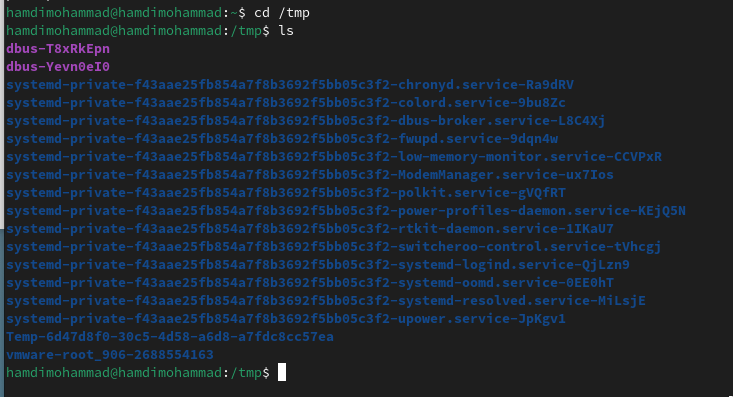 hamdimohammad@hamdimohammad:~$ cd /tmp
hamdimohammad@hamdimohammad:/tmp$ ls
dbus-T8xRkEpn
dbus-Yevn0eI0
systemd-private-f43aae25fb854a7f8b3692f5bb05c3f2-chronyd.service-Ra9dRV
systemd-private-f43aae25fb854a7f8b3692f5bb05c3f2-colord.service-9bu8Zc
systemd-private-f43aae25fb854a7f8b3692f5bb05c3f2-dbus-broker.service-L8C4Xj
systemd-private-f43aae25fb854a7f8b3692f5bb05c3f2-fwupd.service-9dqn4w
systemd-private-f43aae25fb854a7f8b3692f5bb05c3f2-low-memory-monitor.service-CCVPxR
systemd-private-f43aae25fb854a7f8b3692f5bb05c3f2-ModemManager.service-ux7Ios
systemd-private-f43aae25fb854a7f8b3692f5bb05c3f2-polkit.service-gVQfRT
systemd-private-f43aae25fb854a7f8b3692f5bb05c3f2-power-profiles-daemon.service-KEjQ5N
systemd-private-f43aae25fb854a7f8b3692f5bb05c3f2-rtkit-daemon.service-1IKaU7
systemd-private-f43aae25fb854a7f8b3692f5bb05c3f2-switcheroo-control.service-tVhcgj
systemd-private-f43aae25fb854a7f8b3692f5bb05c3f2-systemd-logind.service-QjLzn9
systemd-private-f43aae25fb854a7f8b3692f5bb05c3f2-systemd-oomd.service-0EE0hT
systemd-private-f43aae25fb854a7f8b3692f5bb05c3f2-systemd-resolved.service-MiLsjE
systemd-private-f43aae25fb854a7f8b3692f5bb05c3f2-upower.service-JpKgv1
Temp-6d47d8f0-30c5-4d58-a6d8-a7fdc8cc57ea
vmware-root_906-2688554163
hamdimohammad@hamdimohammad:/tmp$